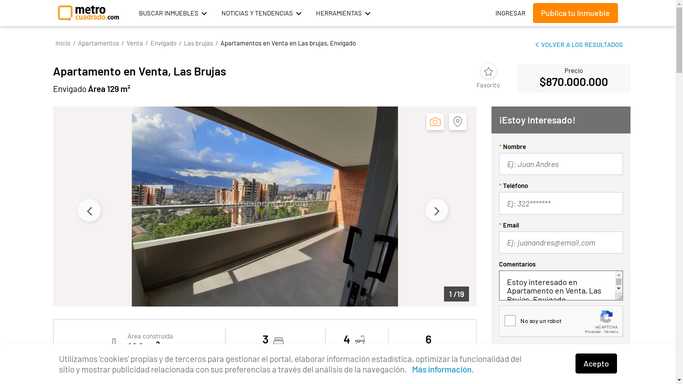 metro
cuadrado.com
BUSCAR INMUEBLES
NOTICIAS Y TENDENCIAS
HERRAMIENTAS
INGRESAR
Publica tu Inmueble
Inicio / Apartamentos / Venta / Envigado / Las brujas / Apartamentos en Venta en Las brujas, Envigado
VOLVER A LOS RESULTADOS
Apartamento en Venta, Las Brujas
Envigado Área 129 m²
Favorito
Precio
$870.000.000
1 /19
¡Estoy Interesado!
* Nombre
Ej: Juan Andres
* Teléfono
Ej: 322*******
* Email
Ej: juanandres@email.com
Comentarios
Estoy interesado en
Apartamento en Venta, Las
Brujas, Envigado
No soy un robot
reCAPTCHA
Privacidad - Términos
Área construida
3
4
6
Utilizamos 'cookies' propias y de terceros para gestionar el portal, elaborar información estadística, optimizar la funcionalidad del
sitio y mostrar publicidad relacionada con sus preferencias a través del análisis de la navegación. Más información.
Acepto